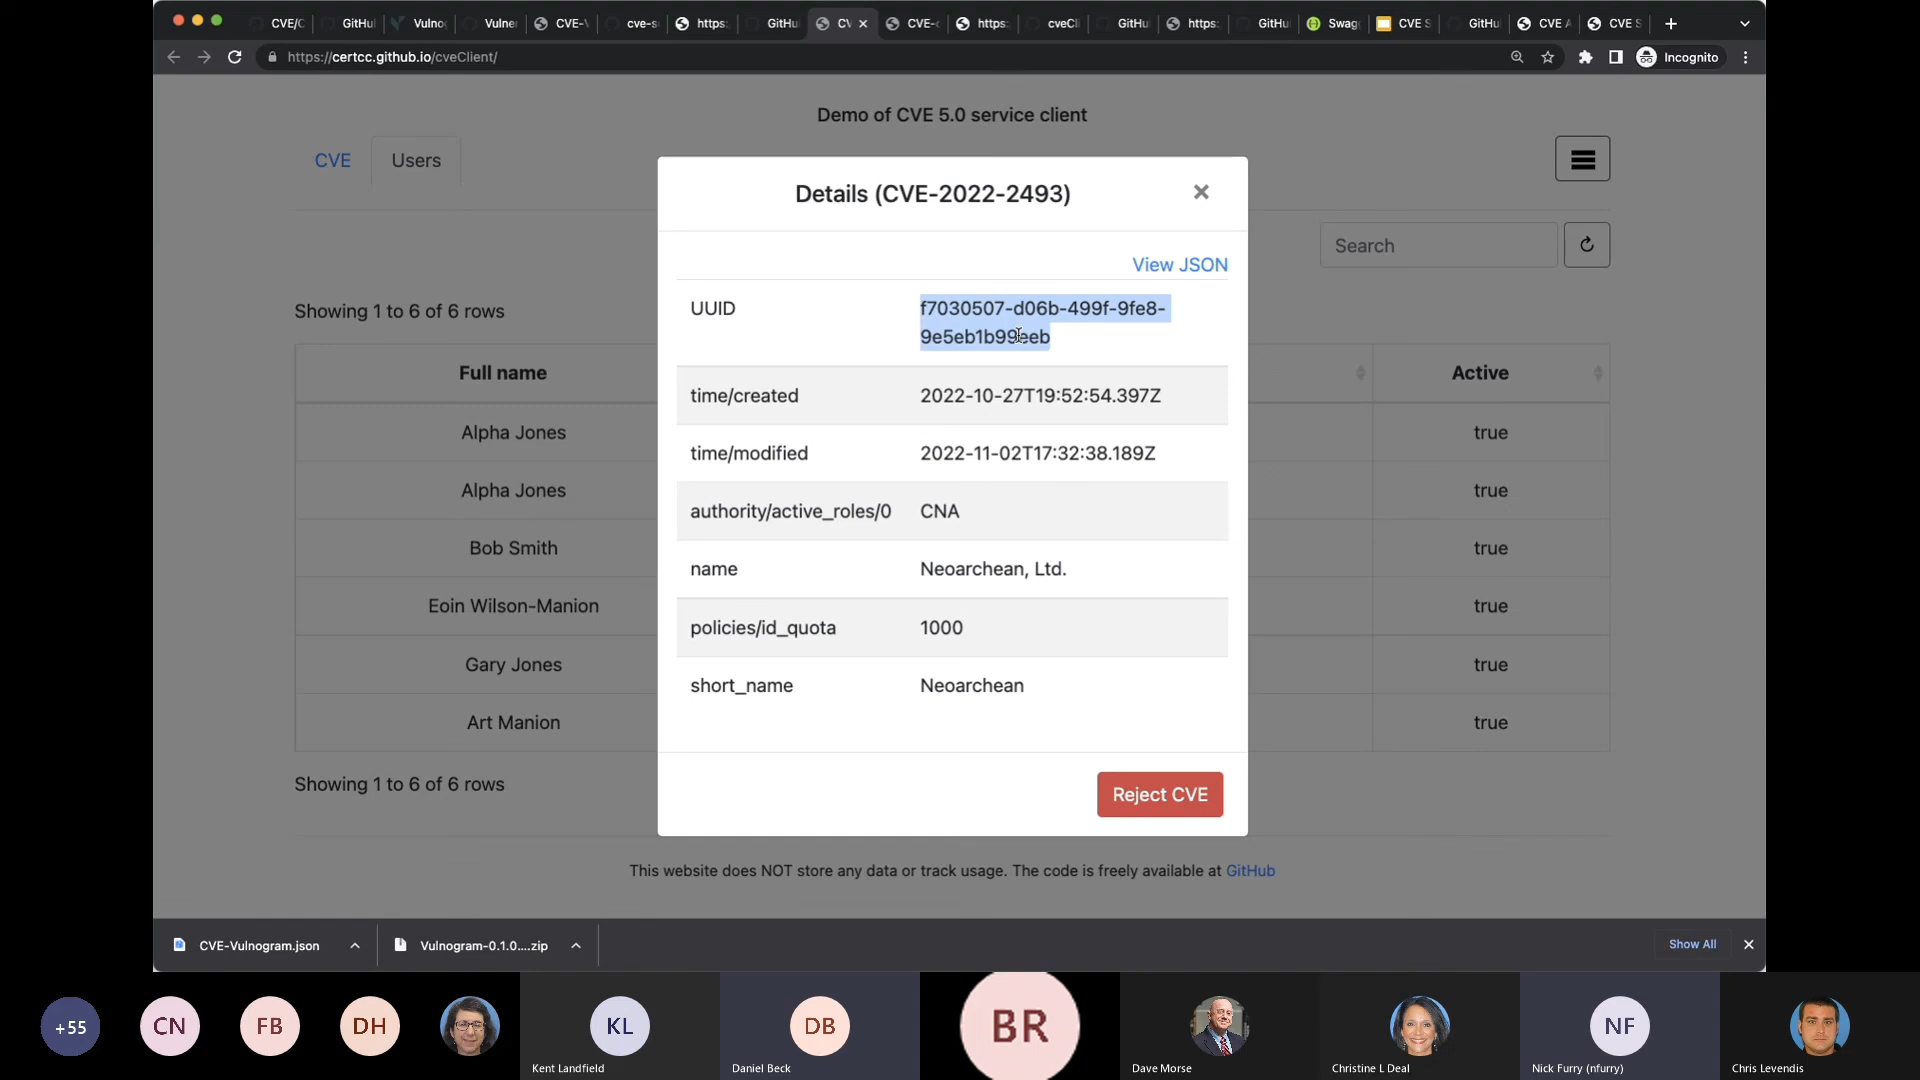 CVE/C
GitHu
Vulno
Vulner
CVE-V
cve-s
https:
GitHu
CV
CVE-
https:
cveCli
GitHu
https:
GitHu
Swag
CVE S
GitHu
CVE A
CVE S
https://certcc.github.io/cveClient/
Incognito
Demo of CVE 5.0 service client
CVE
Users
Search
Showing 1 to 6 of 6 rows
Full name
Active
Alpha Jones
true
Alpha Jones
true
Bob Smith
true
Eoin Wilson-Manion
true
Gary Jones
true
Art Manion
true
Showing 1 to 6 of 6 rows
Details (CVE-2022-2493)
View JSON
UUID
f7030507-d06b-499f-9fe8-
9e5eb1b99eeb
time/created
2022-10-27T19:52:54.397Z
time/modified
2022-11-02T17:32:38.189Z
authority/active_roles/0
CNA
name
Neoarchean, Ltd.
policies/id_quota
1000
short_name
Neoarchean
Reject CVE
This website does NOT store any data or track usage. The code is freely available at GitHub
CVE-Vulnogram.json
Vulnogram-0.1.0....zip
Show All
+55
CN
FB
DH
KL
Kent Landfield
DB
Daniel Beck
BR
Dave Morse
Christine L Deal
NF
Nick Furry (nfurry)
Chris Levendis